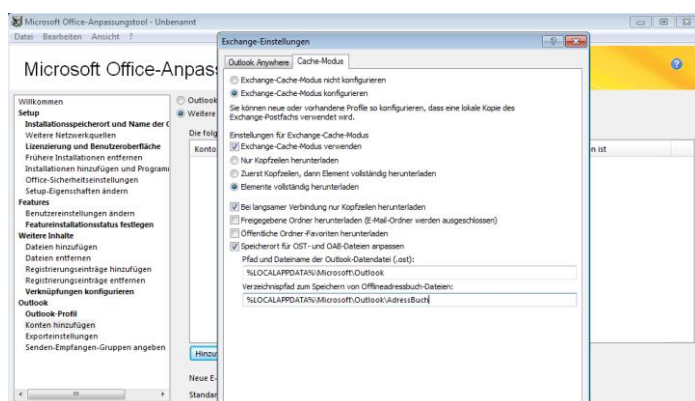 Microsoft Office-Anpassungstool - Unbenannt
Datei Bearbeiten Ansicht ?
Microsoft Office-Anpas
Willkommen
Setup
Installationsspeicherort und Name der O
Weitere Netzwerkquellen
Lizenzierung und Benutzeroberfläche
Frühere Installationen entfernen
Installationen hinzufügen und Programm
Office-Sicherheitseinstellungen
Setup-Eigenschaften ändern
Features
Benutzereinstellungen ändern
Featureinstallationsstatus festlegen
Weitere Inhalte
Dateien hinzufügen
Dateien entfernen
Registrierungseinträge hinzufügen
Registrierungseinträge entfernen
Verknüpfungen konfigurieren
Outlook
Outlook-Profil
Konten hinzufügen
Exporteinstellungen
Senden-Empfangen-Gruppen angeben
Outlook
Weitere
Die folg
Konto
n ist
Hinzu
Neue E-
Standar
Exchange-Einstellungen
Outlook Anywhere Cache-Modus
Exchange-Cache-Modus nicht konfigurieren
Exchange-Cache-Modus konfigurieren
Sie können neue oder vorhandene Profile so konfigurieren, dass eine lokale Kopie des
Exchange-Postfachs verwendet wird.
Einstellungen für Exchange-Cache-Modus
Exchange-Cache-Modus verwenden
Nur Kopfzeilen herunterladen
Zuerst Kopfzeilen, dann Element vollständig herunterladen
Elemente vollständig herunterladen
Bei langsamer Verbindung nur Kopfzeilen herunterladen
Freigegebene Ordner herunterladen (E-Mail-Ordner werden ausgeschlossen)
Öffentliche Ordner-Favoriten herunterladen
Speicherort für OST- und OAB-Dateien anpassen
Pfad und Dateiname der Outlook-Datendatei (.ost):
%LOCALAPPDATA%\Microsoft\Outlook
Verzeichnispfad zum Speichern von Offlineadressbuch-Dateien:
%LOCALAPPDATA%\Microsoft\Outlook\AdressBuch